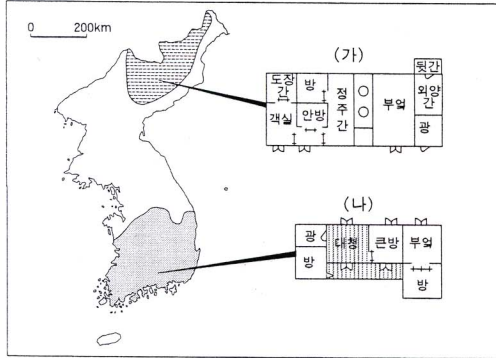 0 200km
(가)
뒷간
도장간 방 정주간 부엌 외양간
객실 안방 광
(나)
광 대청 큰방 부엌
방 방